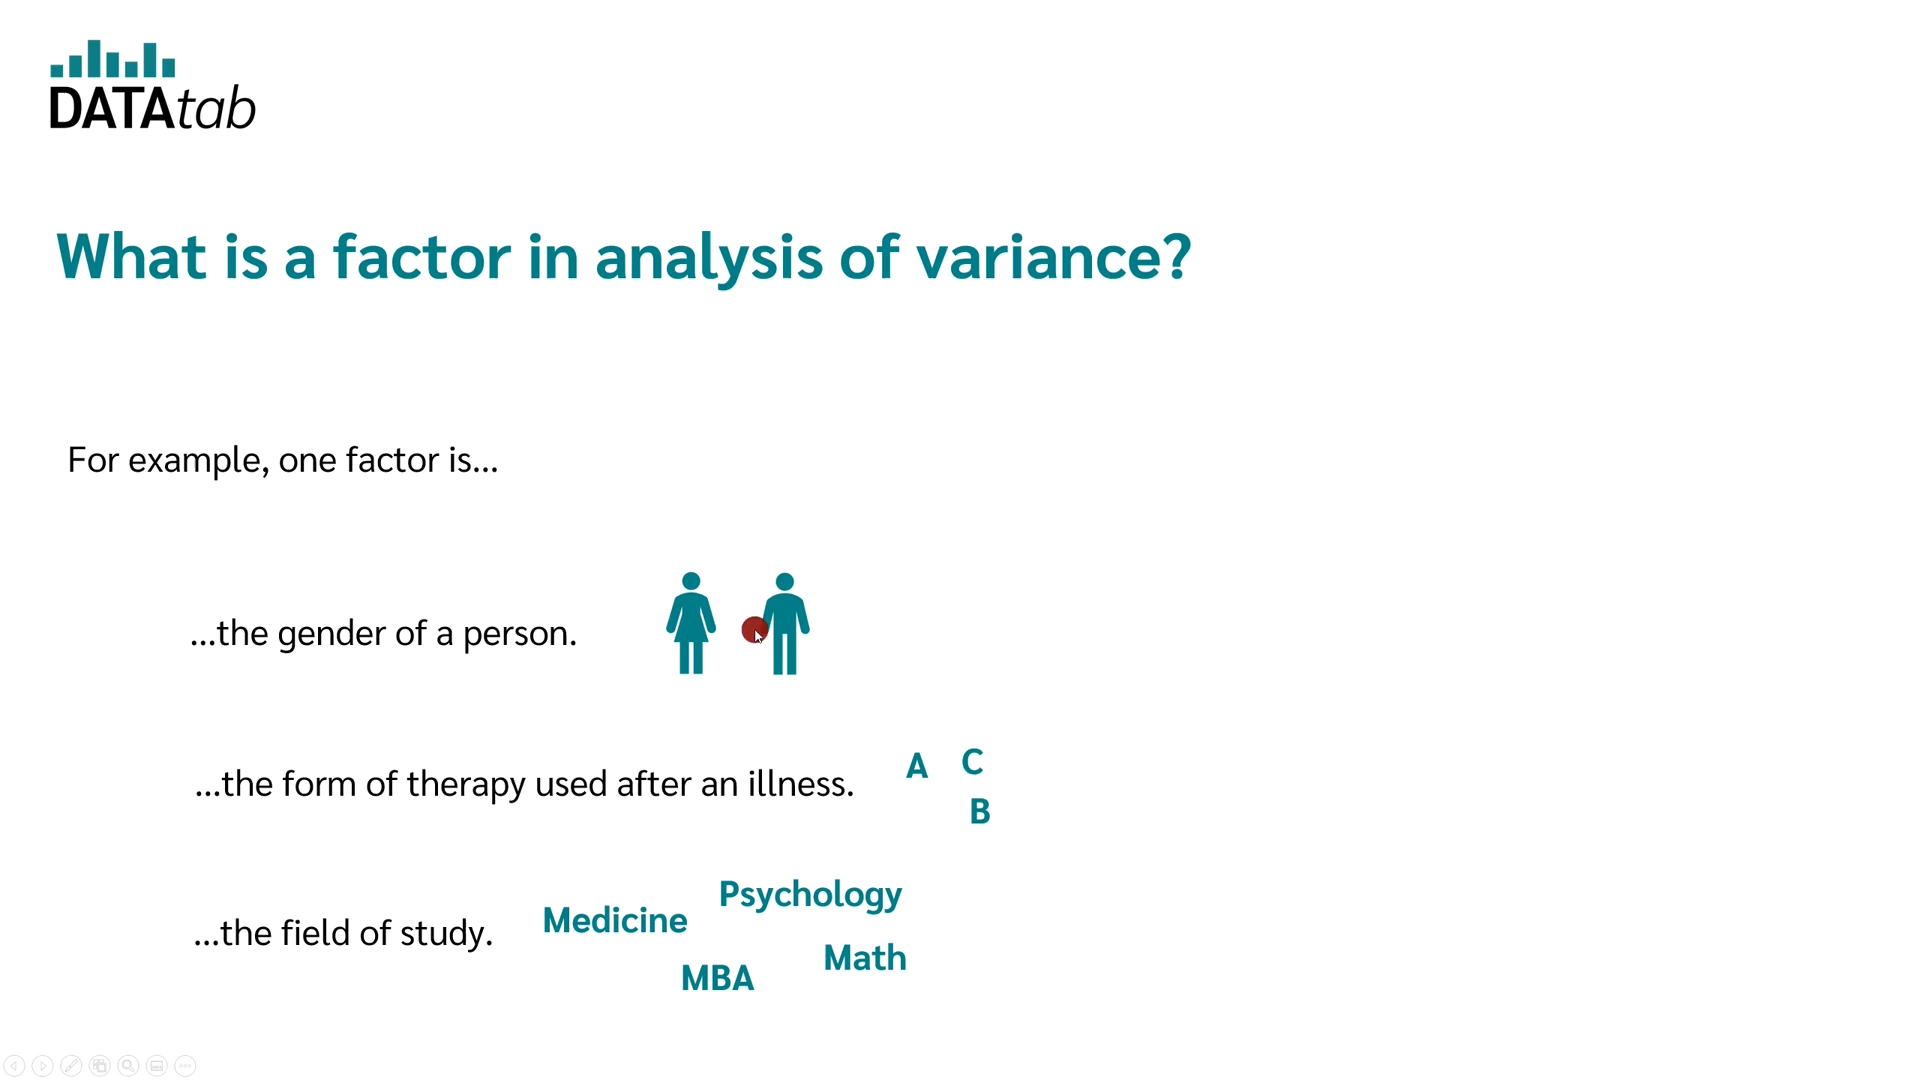 DATAtab
What is a factor in analysis of variance?
For example, one factor is...
...the gender of a person.
...the form of therapy used after an illness.
A
C
B
...the field of study.
Medicine
Psychology
MBA
Math